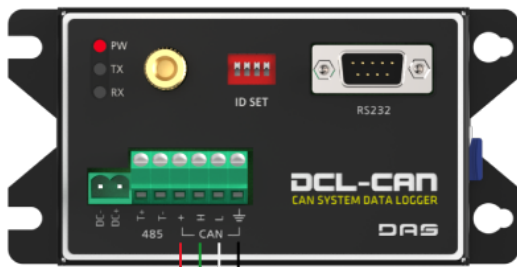 PW
TX
RX
ID SET
RS232
DC-
DC+
T+
T-
+
H
L
485
CAN
DCL-CAN
CAN SYSTEM DATA LOGGER
DAS